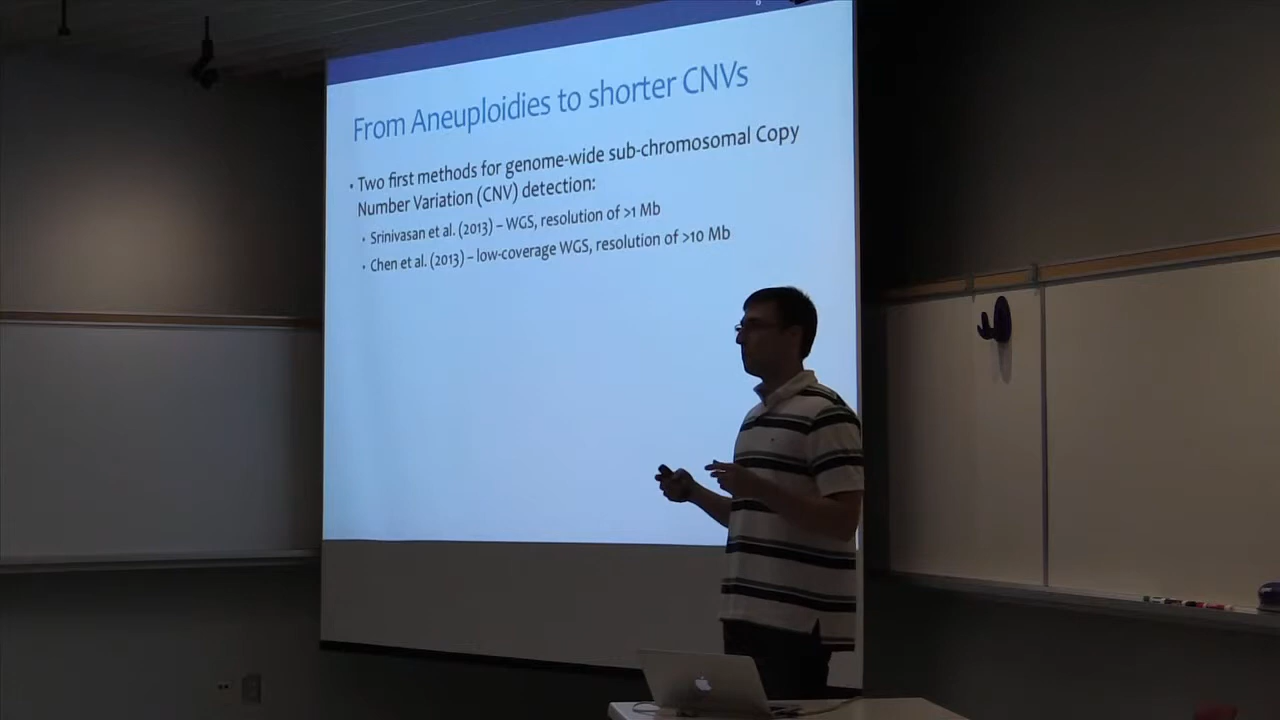 From Aneuploidies to shorter CNVs
• Two first methods for genome-wide sub-chromosomal Copy
Number Variation (CNV) detection:
• Srinivasan et al. (2013) – WGS, resolution of >1 Mb
• Chen et al. (2013) – low-coverage WGS, resolution of >10 Mb